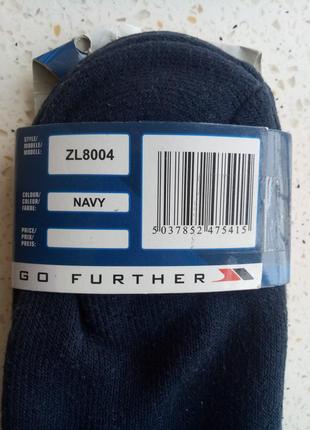 STYLE/
MODELE/
MODELL:
ZL8004
COLOUR/
COLEUR/
FARBE:
NAVY
PRICE/
PRIX/
PREIS:
5 037852 475415
GO FURTHER